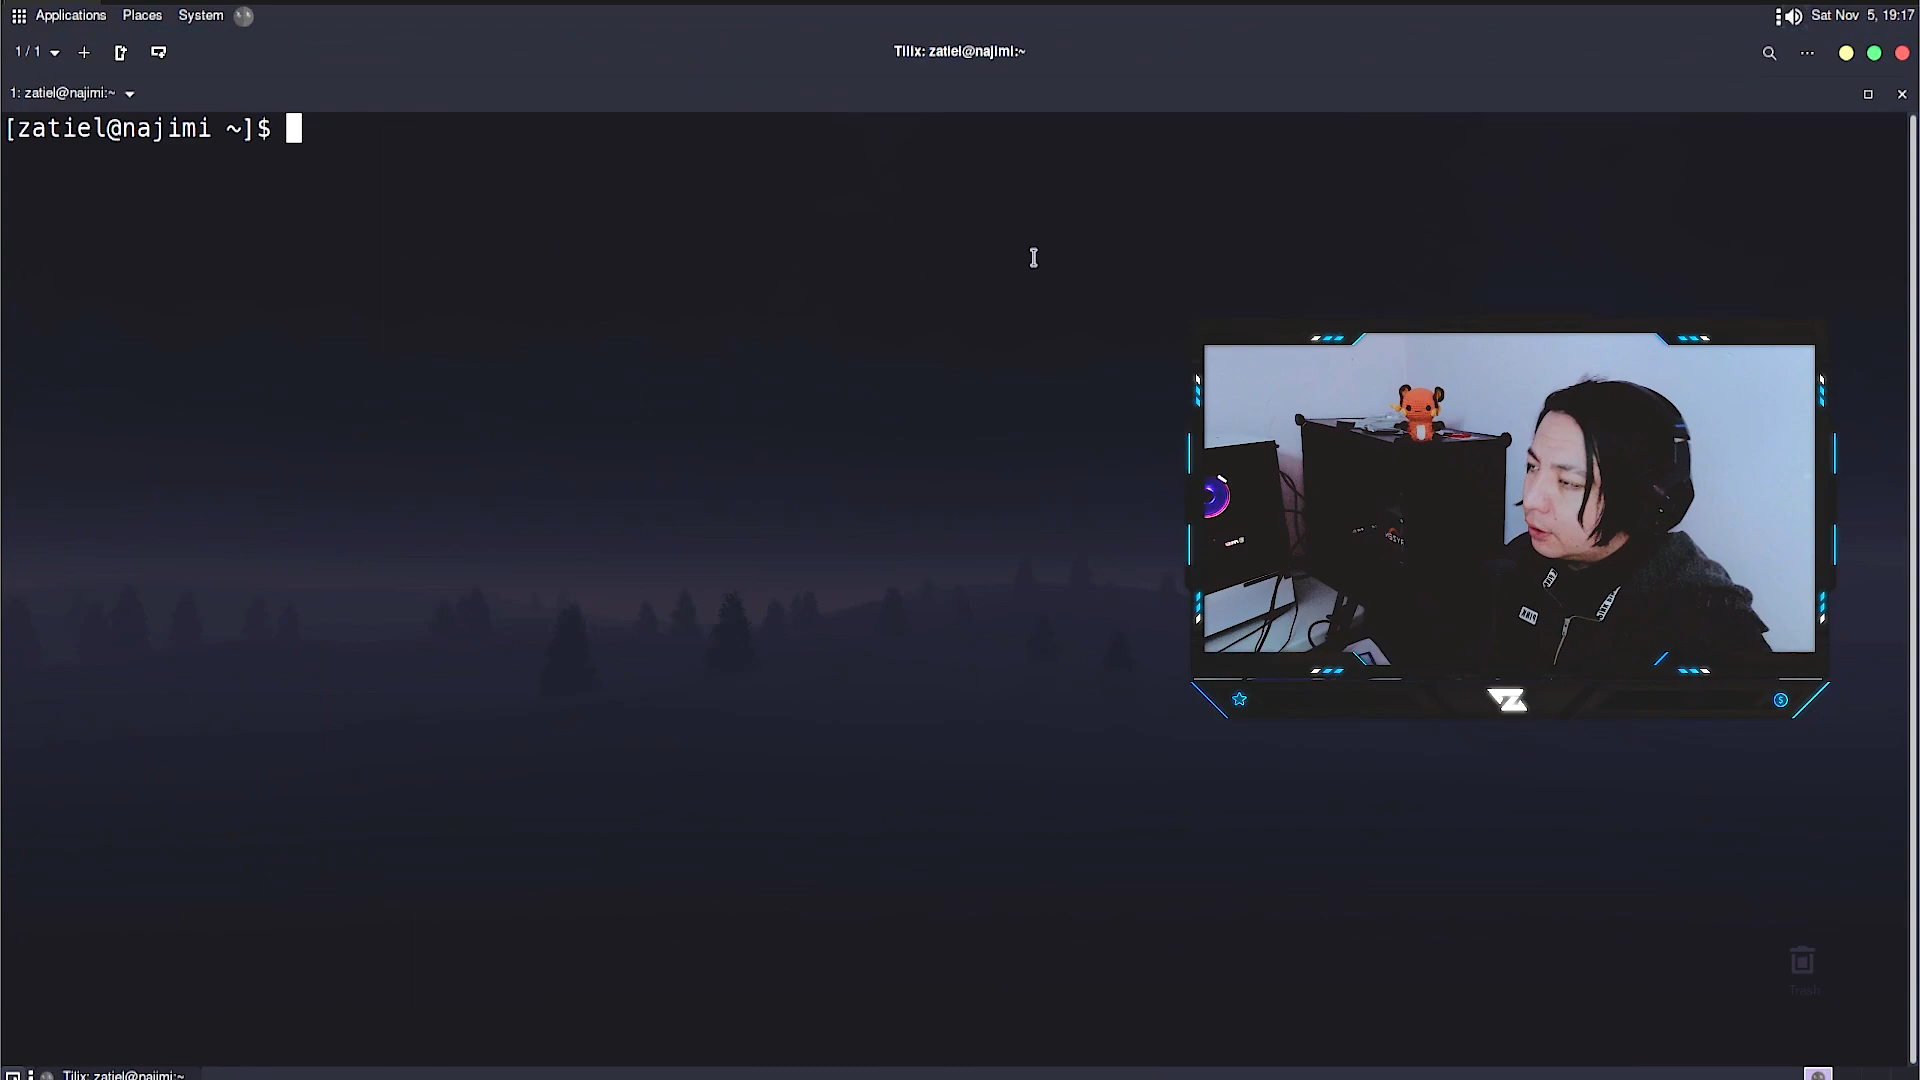 Applications Places System
Sat Nov 5, 19:17
1 / 1
Tilix: zatiel@najimi:~
1: zatiel@najimi:~
[zatiel@najimi ~]$
Trash
Tilix: zatiel@najimi:~